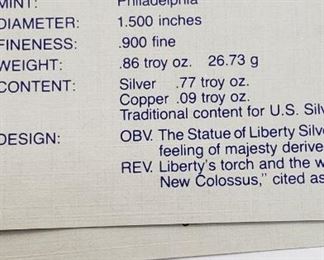 MINT: Philadelphia
DIAMETER: 1.500 inches
FINENESS: .900 fine
WEIGHT: .86 troy oz. 26.73 g
CONTENT: Silver .77 troy oz.
Copper .09 troy oz.
Traditional content for U.S. Silv
DESIGN: OBV. The Statue of Liberty Silve
feeling of majesty derive
REV. Liberty's torch and the w
New Colossus," cited as